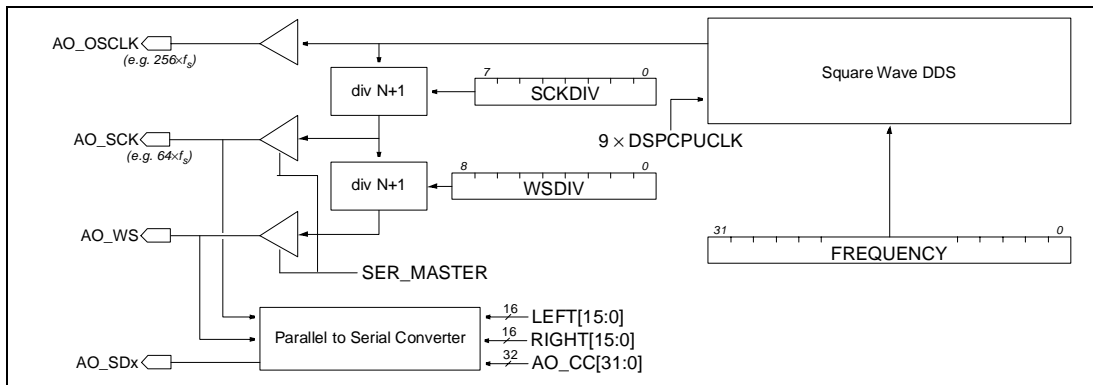 AO_OSCLK
(e.g. 256×fs)
Square Wave DDS
7 0
div N+1
SCKDIV
9 × DSPCPUCLK
AO_SCK
(e.g. 64×fs)
8 0
div N+1
WSDIV
AO_WS
31 0
FREQUENCY
SER_MASTER
16 LEFT[15:0]
Parallel to Serial Converter
16 RIGHT[15:0]
AO_SDx
32 AO_CC[31:0]